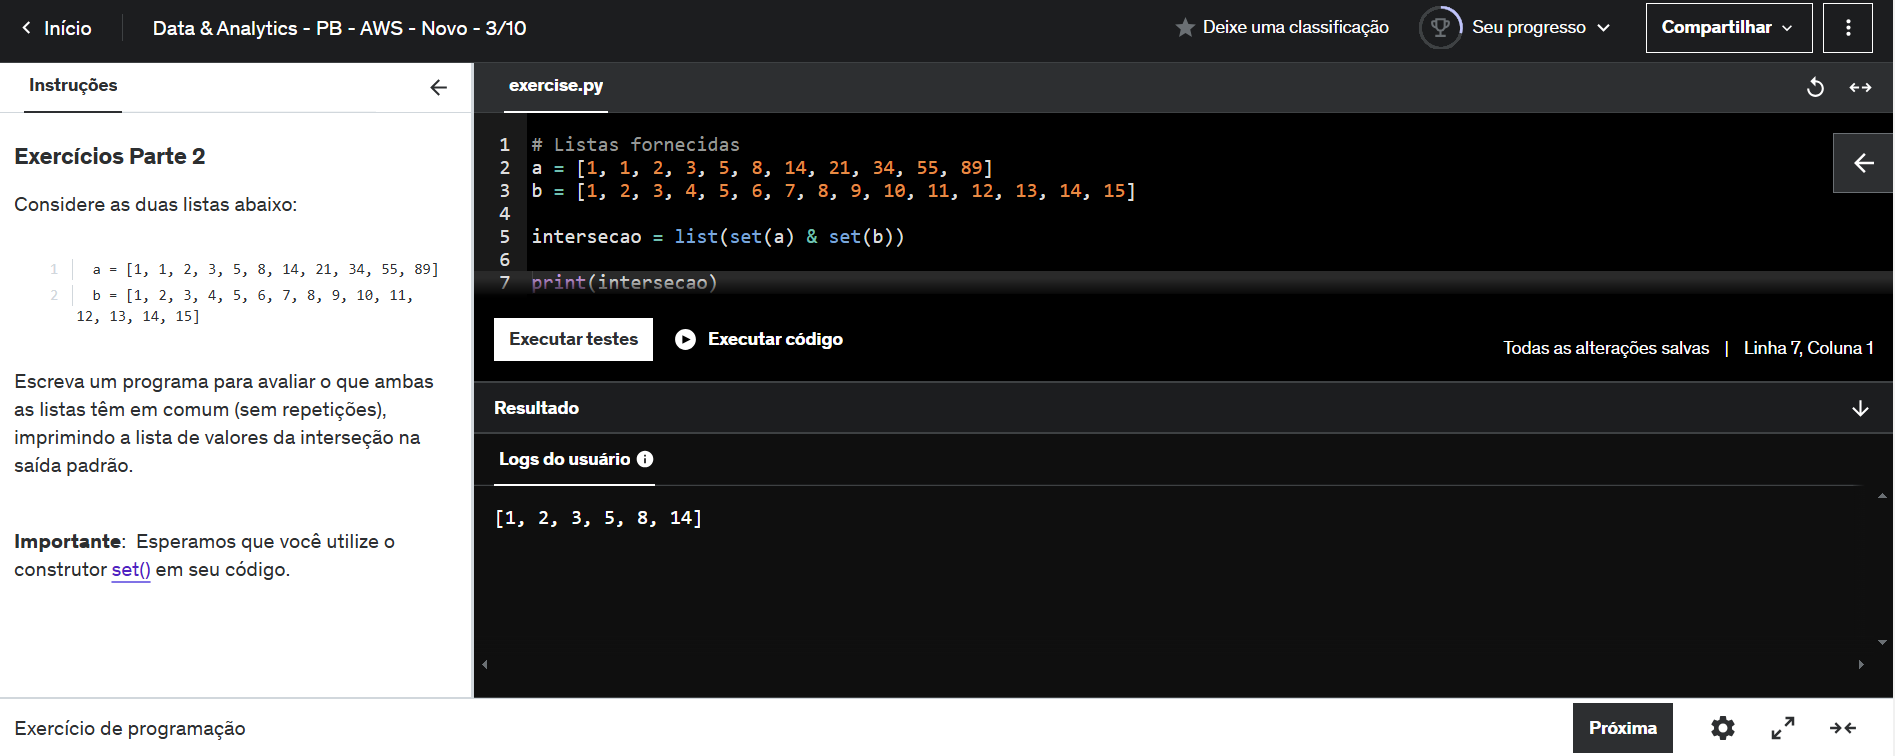 Início
Data & Analytics - PB - AWS - Novo - 3/10
Deixe uma classificação
Seu progresso
Compartilhar
Instruções
Exercícios Parte 2
Considere as duas listas abaixo:
1 a = [1, 1, 2, 3, 5, 8, 14, 21, 34, 55, 89]
2 b = [1, 2, 3, 4, 5, 6, 7, 8, 9, 10, 11,
12, 13, 14, 15]
Escreva um programa para avaliar o que ambas
as listas têm em comum (sem repetições),
imprimindo a lista de valores da interseção na
saída padrão.
Importante: Esperamos que você utilize o
construtor set() em seu código.
exercise.py
1 # Listas fornecidas
2 a = [1, 1, 2, 3, 5, 8, 14, 21, 34, 55, 89]
3 b = [1, 2, 3, 4, 5, 6, 7, 8, 9, 10, 11, 12, 13, 14, 15]
4
5 intersecao = list(set(a) & set(b))
6
7 print(intersecao)
Executar testes
Executar código
Todas as alterações salvas | Linha 7, Coluna 1
Resultado
Logs do usuário
[1, 2, 3, 5, 8, 14]
Exercício de programação
Próxima